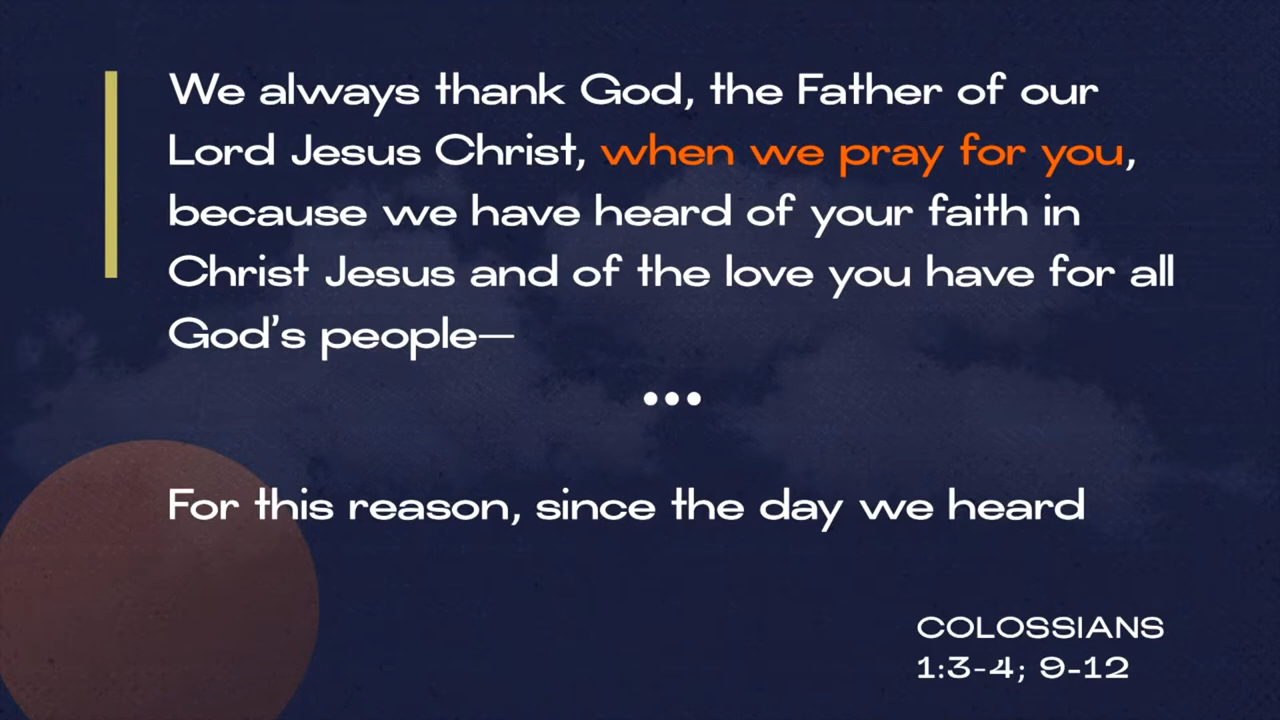 We always thank God, the Father of our
Lord Jesus Christ, when we pray for you,
because we have heard of your faith in
Christ Jesus and of the love you have for all
God's people—
•••
For this reason, since the day we heard
COLOSSIANS
1:3-4; 9-12